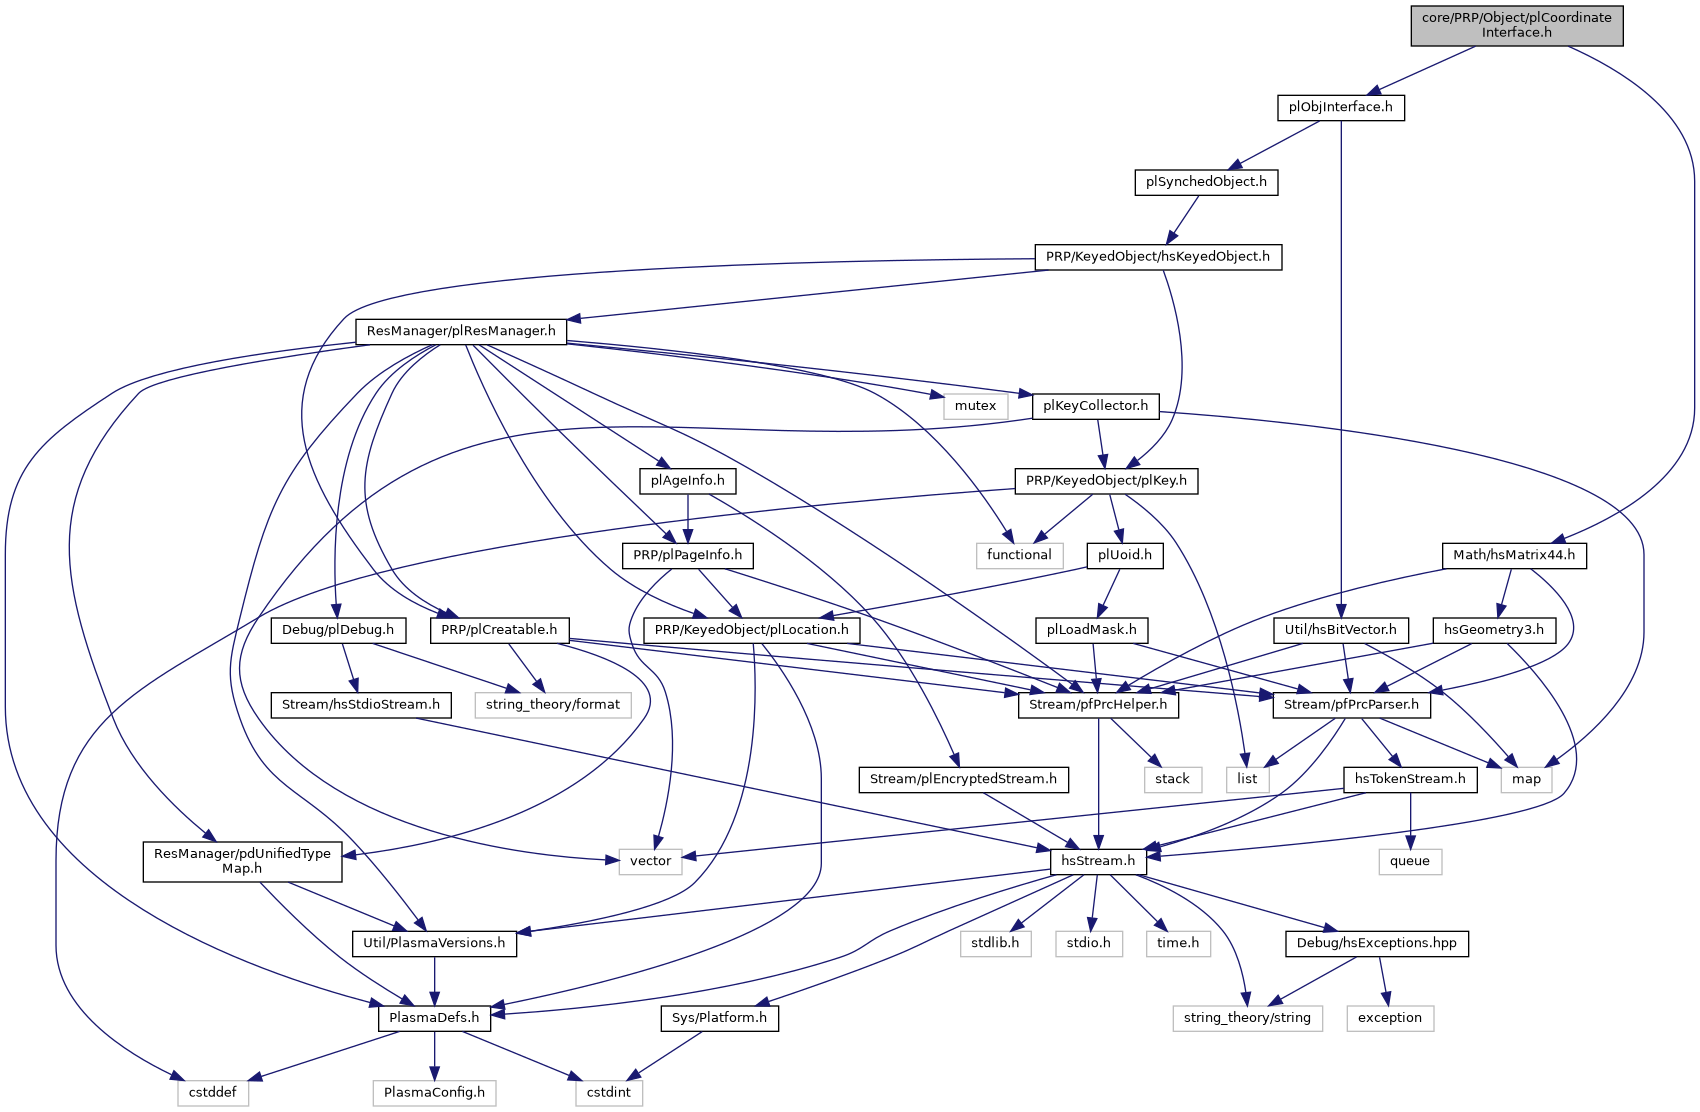 core/PRP/Object/plCoordinate
Interface.h
plObjInterface.h
plSynchedObject.h
PRP/KeyedObject/hsKeyedObject.h
ResManager/plResManager.h
mutex
plKeyCollector.h
plAgeInfo.h
PRP/KeyedObject/plKey.h
PRP/plPageInfo.h
functional
plUoid.h
Math/hsMatrix44.h
Debug/plDebug.h
PRP/plCreatable.h
PRP/KeyedObject/plLocation.h
plLoadMask.h
Util/hsBitVector.h
hsGeometry3.h
Stream/hsStdioStream.h
string_theory/format
Stream/pfPrcHelper.h
Stream/pfPrcParser.h
Stream/plEncryptedStream.h
stack
list
hsTokenStream.h
map
ResManager/pdUnifiedType
Map.h
vector
hsStream.h
queue
Util/PlasmaVersions.h
stdlib.h
stdio.h
time.h
Debug/hsExceptions.hpp
PlasmaDefs.h
Sys/Platform.h
string_theory/string
exception
cstddef
PlasmaConfig.h
cstdint